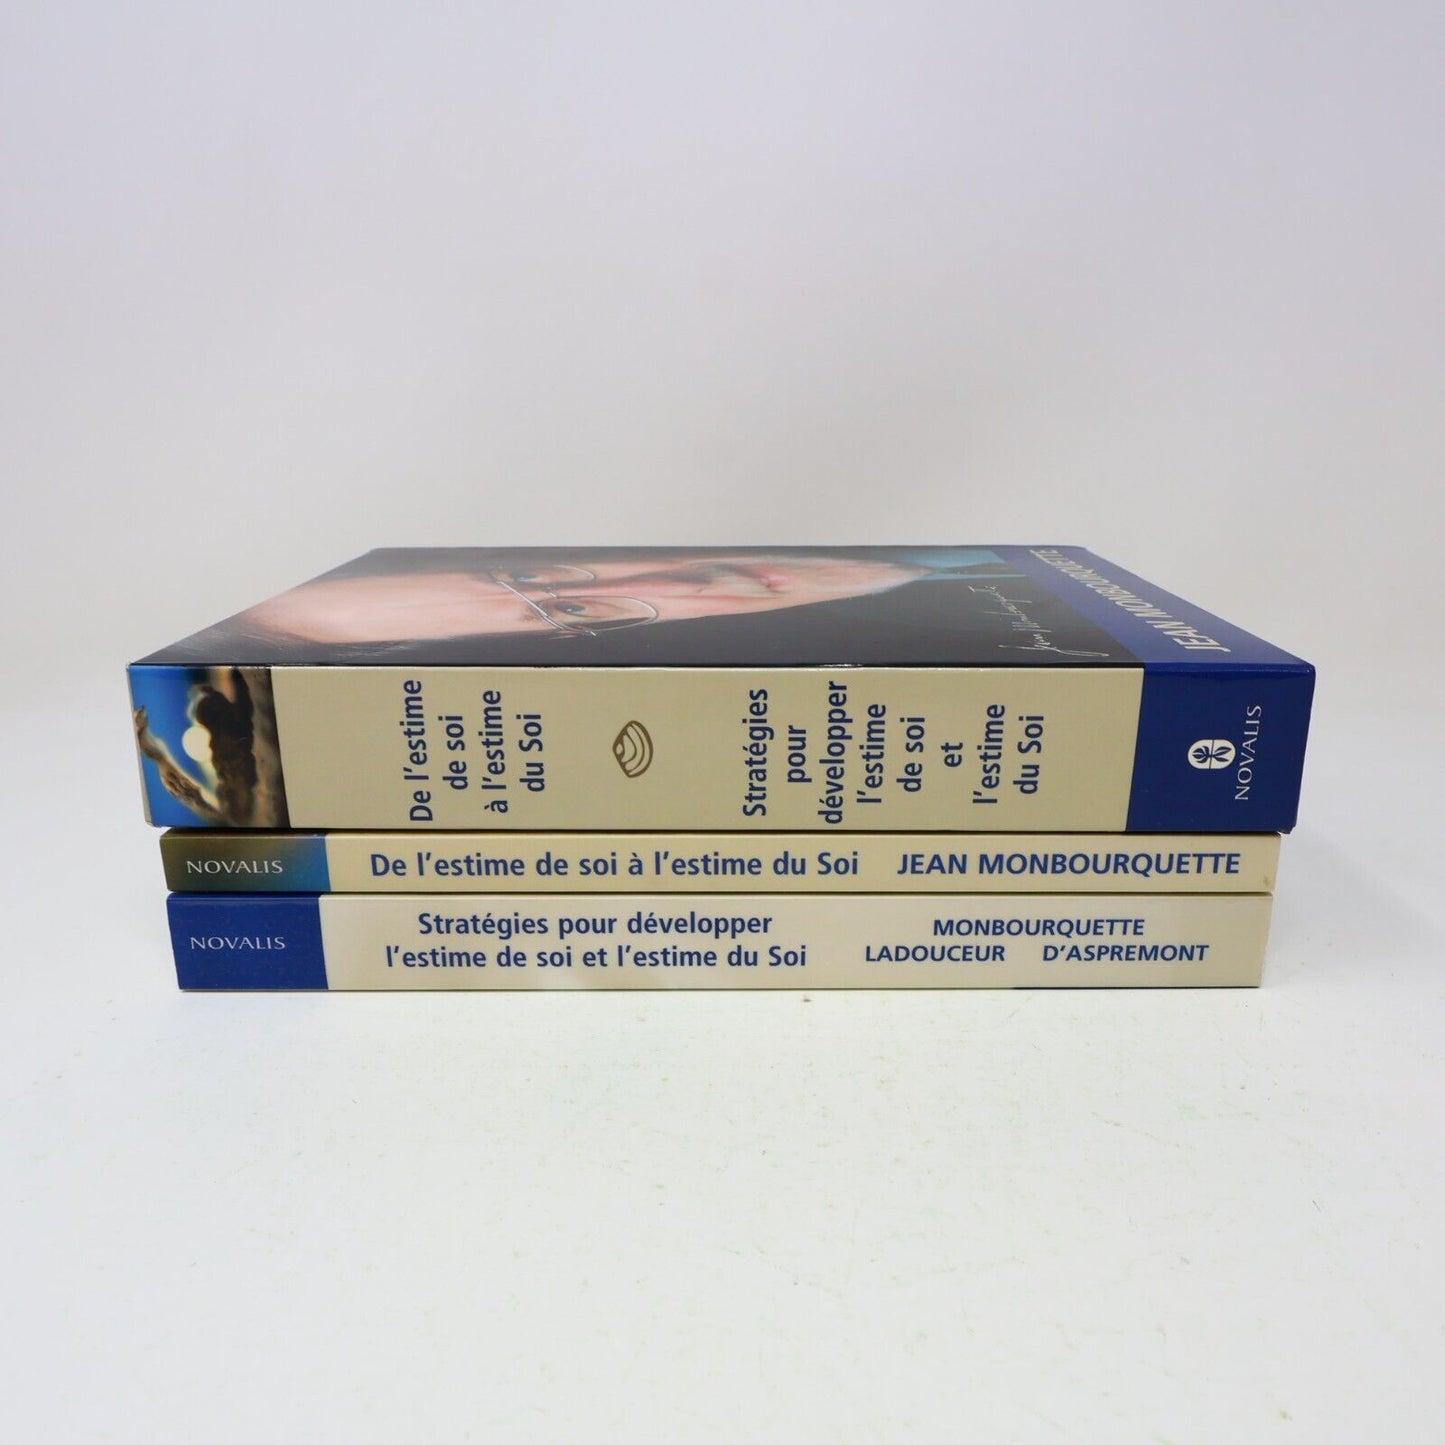 JEAN MONBOURQUETTE
Jean Monbourquette
De l'estime
de soi
à l'estime
du Soi
Stratégies
pour
développer
l'estime
de soi
et
l'estime
du Soi
NOVALIS
NOVALIS
De l'estime de soi à l'estime du Soi
JEAN MONBOURQUETTE
NOVALIS
Stratégies pour développer
l'estime de soi et l'estime du Soi
MONBOURQUETTE
LADOUCEUR D'ASPREMONT